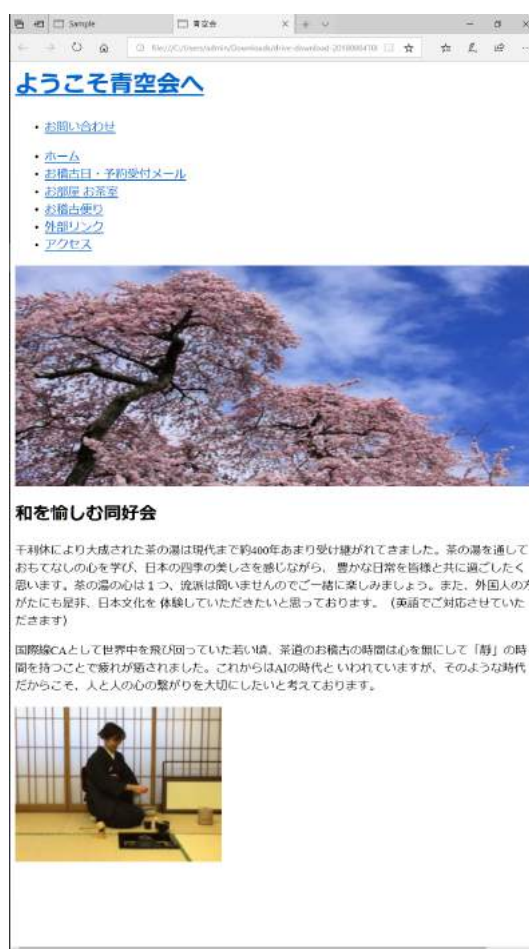 Sample
青空会
ようこそ青空会へ
お問い合わせ
ホーム
お稽古日・予約受付メール
お部屋 お茶室
お稽古便り
外部リンク
アクセス
和を愉しむ同好会
千利休により大成された茶の湯は現代まで約400年あまり受け継がれてきました。茶の湯を通して
おもてなしの心を学び、日本の四季の美しさを感じながら、 豊かな日常を皆様と共に過ごしたく
思います。茶の湯の心は１つ、流派は問いませんのでご一緒に楽しみましょう。また、外国人の方
がたにも是非、日本文化を 体験していただきたいと思っております。（英語でご対応させていた
だきます）
国際線CAとして世界中を飛び回っていた若い頃、茶道のお稽古の時間は心を無にして「靜」の時
間を持つことで疲れが癒されました。これからはAIの時代と いわれていますが、そのような時代
だからこそ、人と人の心の繋がりを大切にしたいと考えております。